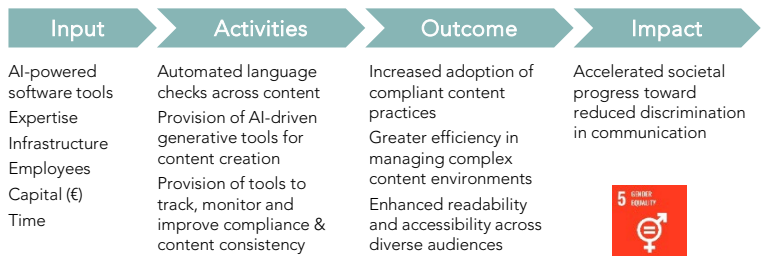 Input
Activities
Outcome
Impact
AI-powered
software tools
Expertise
Infrastructure
Employees
Capital (€)
Time
Automated language
checks across content
Provision of AI-driven
generative tools for
content creation
Provision of tools to
track, monitor and
improve compliance &
content consistency
Increased adoption of
compliant content
practices
Greater efficiency in
managing complex
content environments
Enhanced readability
and accessibility across
diverse audiences
Accelerated societal
progress toward
reduced discrimination
in communication
5 GENDER
EQUALITY